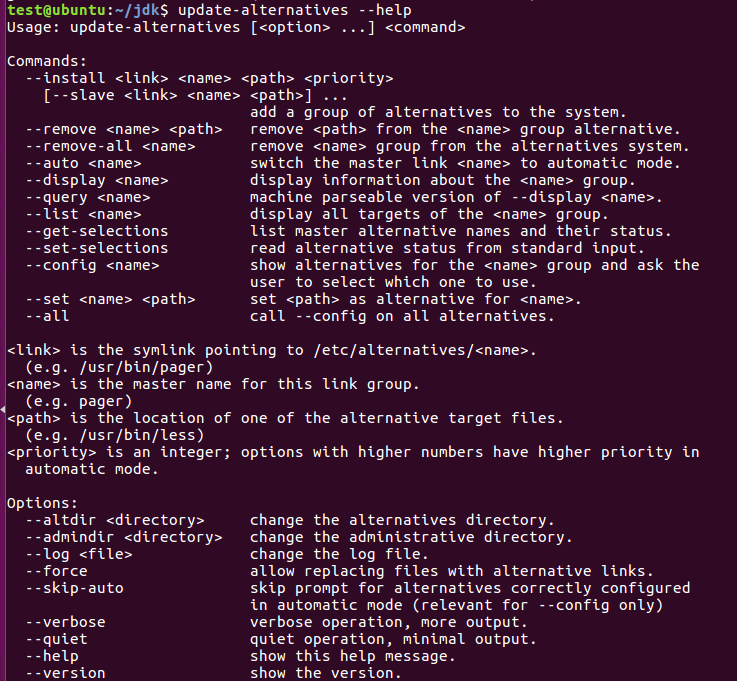 test@ubuntu:~/jdk$ update-alternatives --help
Usage: update-alternatives [<option> ...] <command>

Commands:
  --install <link> <name> <path> <priority>
    [--slave <link> <name> <path>] ...
                           add a group of alternatives to the system.
  --remove <name> <path>   remove <path> from the <name> group alternative.
  --remove-all <name>      remove <name> group from the alternatives system.
  --auto <name>            switch the master link <name> to automatic mode.
  --display <name>         display information about the <name> group.
  --query <name>           machine parseable version of --display <name>.
  --list <name>            display all targets of the <name> group.
  --get-selections         list master alternative names and their status.
  --set-selections         read alternative status from standard input.
  --config <name>          show alternatives for the <name> group and ask the
                           user to select which one to use.
  --set <name> <path>      set <path> as alternative for <name>.
  --all                    call --config on all alternatives.

<link> is the symlink pointing to /etc/alternatives/<name>.
  (e.g. /usr/bin/pager)
<name> is the master name for this link group.
  (e.g. pager)
<path> is the location of one of the alternative target files.
  (e.g. /usr/bin/less)
<priority> is an integer; options with higher numbers have higher priority in
  automatic mode.

Options:
  --altdir <directory>     change the alternatives directory.
  --admindir <directory>   change the administrative directory.
  --log <file>             change the log file.
  --force                  allow replacing files with alternative links.
  --skip-auto              skip prompt for alternatives correctly configured
                           in automatic mode (relevant for --config only)
  --verbose                verbose operation, more output.
  --quiet                  quiet operation, minimal output.
  --help                   show this help message.
  --version                show the version.